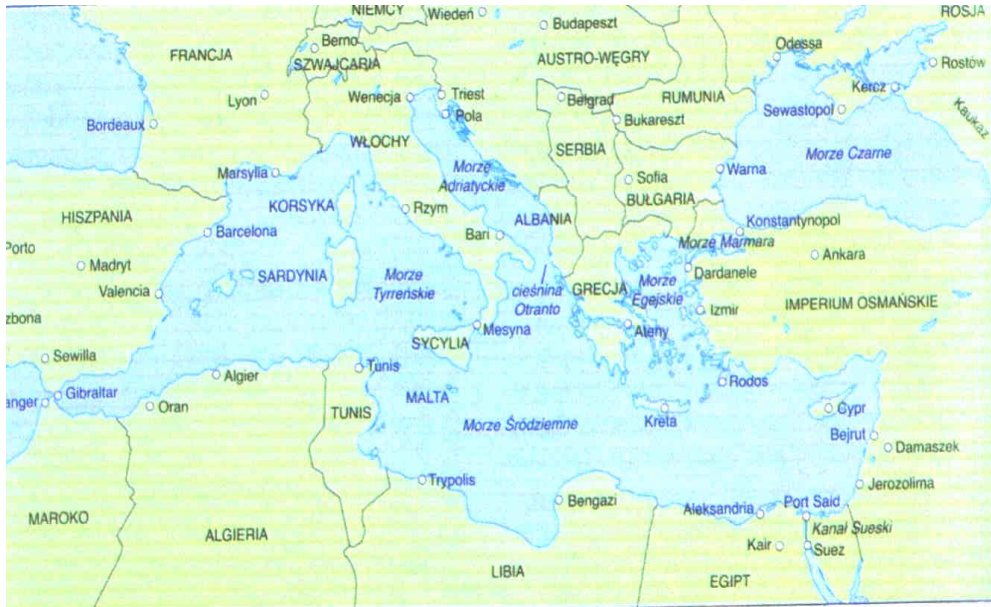 NIEMCY
Wiedeń
Budapeszt
ROSJA
Berno
FRANCJA
SZWAJCARIA
AUSTRO-WĘGRY
Odessa
Rostów
Lyon
Wenecja
Triest
Belgrad
RUMUNIA
Kercz
Sewastopol
Kaukaz
Bordeaux
Pola
Bukareszt
WŁOCHY
SERBIA
Morze Czarne
Marsylia
Morze
Adriatyckie
Sofia
Warna
KORSYKA
Rzym
BUŁGARIA
HISZPANIA
ALBANIA
Konstantynopol
Barcelona
Bari
Morze Marmara
Porto
Ankara
Madryt
SARDYNIA
Morze
Tyrreńskie
Dardanele
Valencia
cieśnina
Otranto
GRECJA
Morze
Egejskie
IMPERIUM OSMAŃSKIE
Izmir
zbona
Mesyna
Ateny
SYCYLIA
Sewilla
Tunis
Algier
Rodos
Gibraltar
anger
Oran
MALTA
TUNIS
Cypr
Kreta
Morze Śródziemne
Bejrut
Damaszek
Trypolis
Jerozolima
Bengazi
Aleksandria
Port Said
MAROKO
ALGIERIA
Kanał Sueski
Kair
Suez
LIBIA
EGIPT